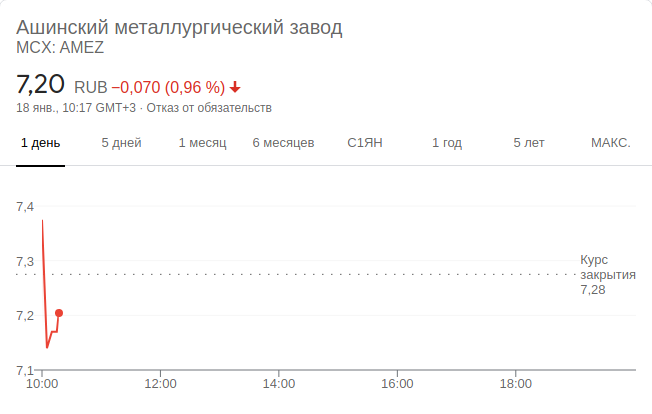 Ашинский металлургический завод
MCX: AMEZ
7,20 RUB −0,070 (0,96 %)
18 янв., 10:17 GMT+3 · Отказ от обязательств
1 день 5 дней 1 месяц 6 месяцев С1ЯН 1 год 5 лет МАКС.
7,4
7,3
7,2
7,1
Курс
закрытия
7,28
10:00 12:00 14:00 16:00 18:00